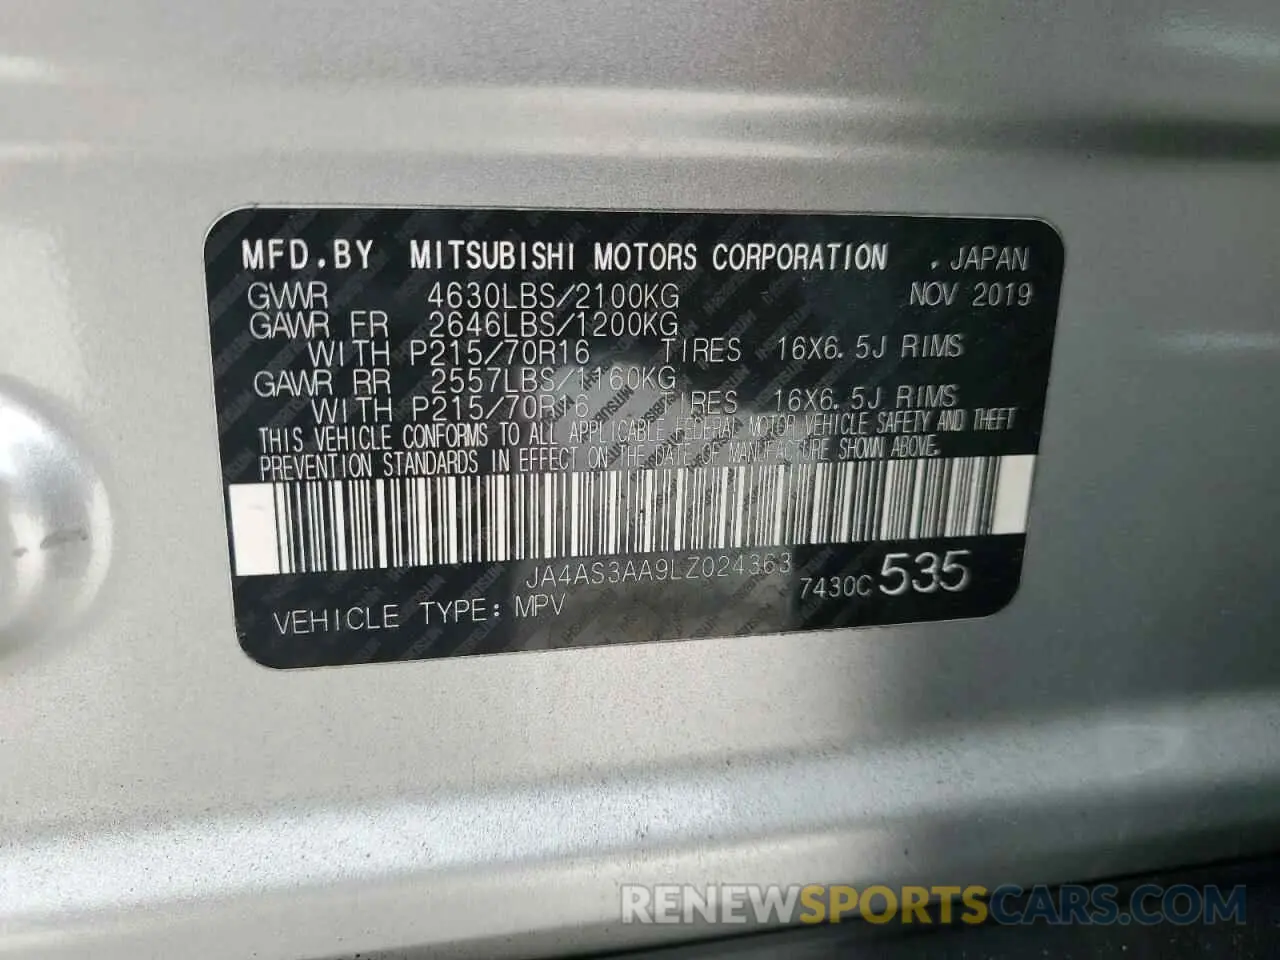 MFD.BY MITSUBISHI MOTORS CORPORATION .JAPAN
GVWR 4630LBS/2100KG NOV 2019
GAWR FR 2646LBS/1200KG
WITH P215/70R16 TIRES 16X6.5J RIMS
GAWR RR 2557LBS/1160KG
WITH P215/70R16 TIRES 16X6.5J RIMS
THIS VEHICLE CONFORMS TO ALL APPLICABLE FEDERAL MOTOR VEHICLE SAFETY AND THEFT
PREVENTION STANDARDS IN EFFECT ON THE DATE OF MANUFACTURE SHOWN ABOVE.
JA4AS3AA9LZ024363
7430C 535
VEHICLE TYPE: MPV
RENEWSPORTSCARS.COM